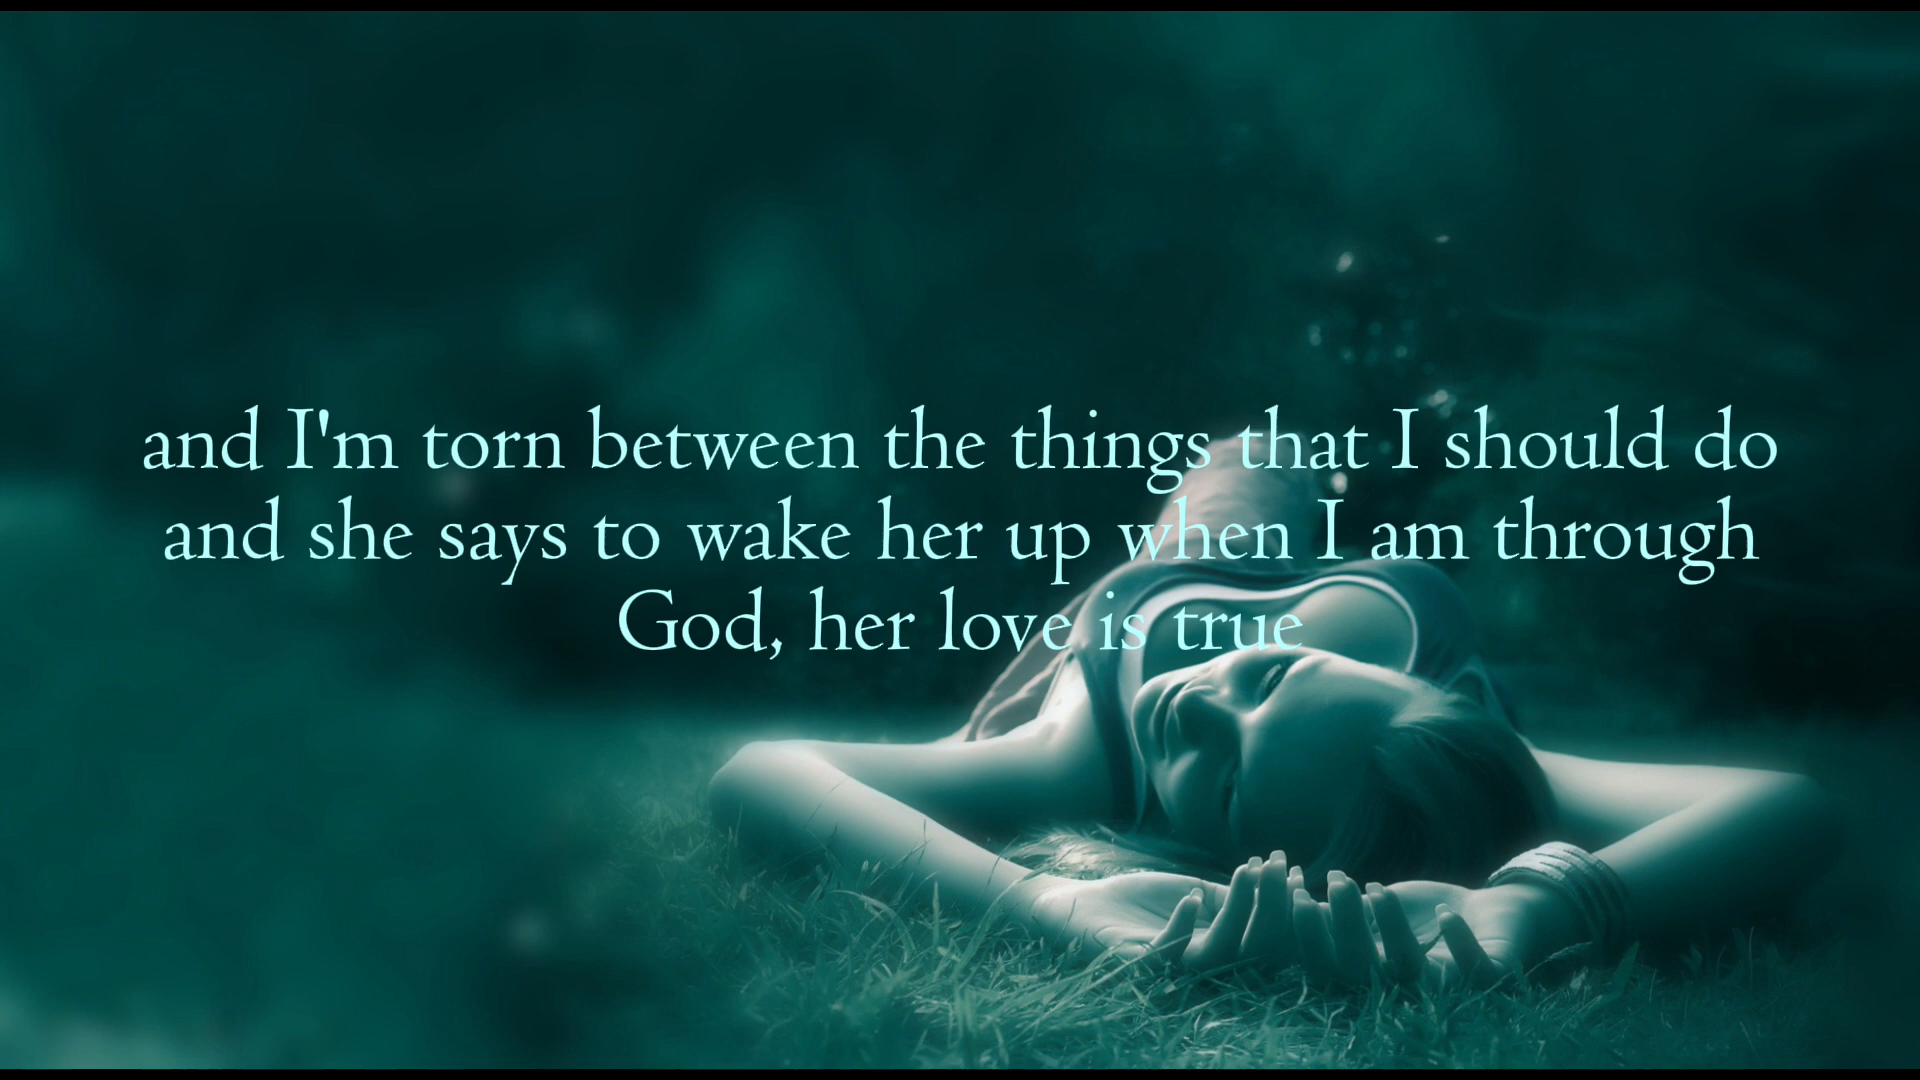 and I'm torn between the things that I should do
and she says to wake her up when I am through
God, her love is true